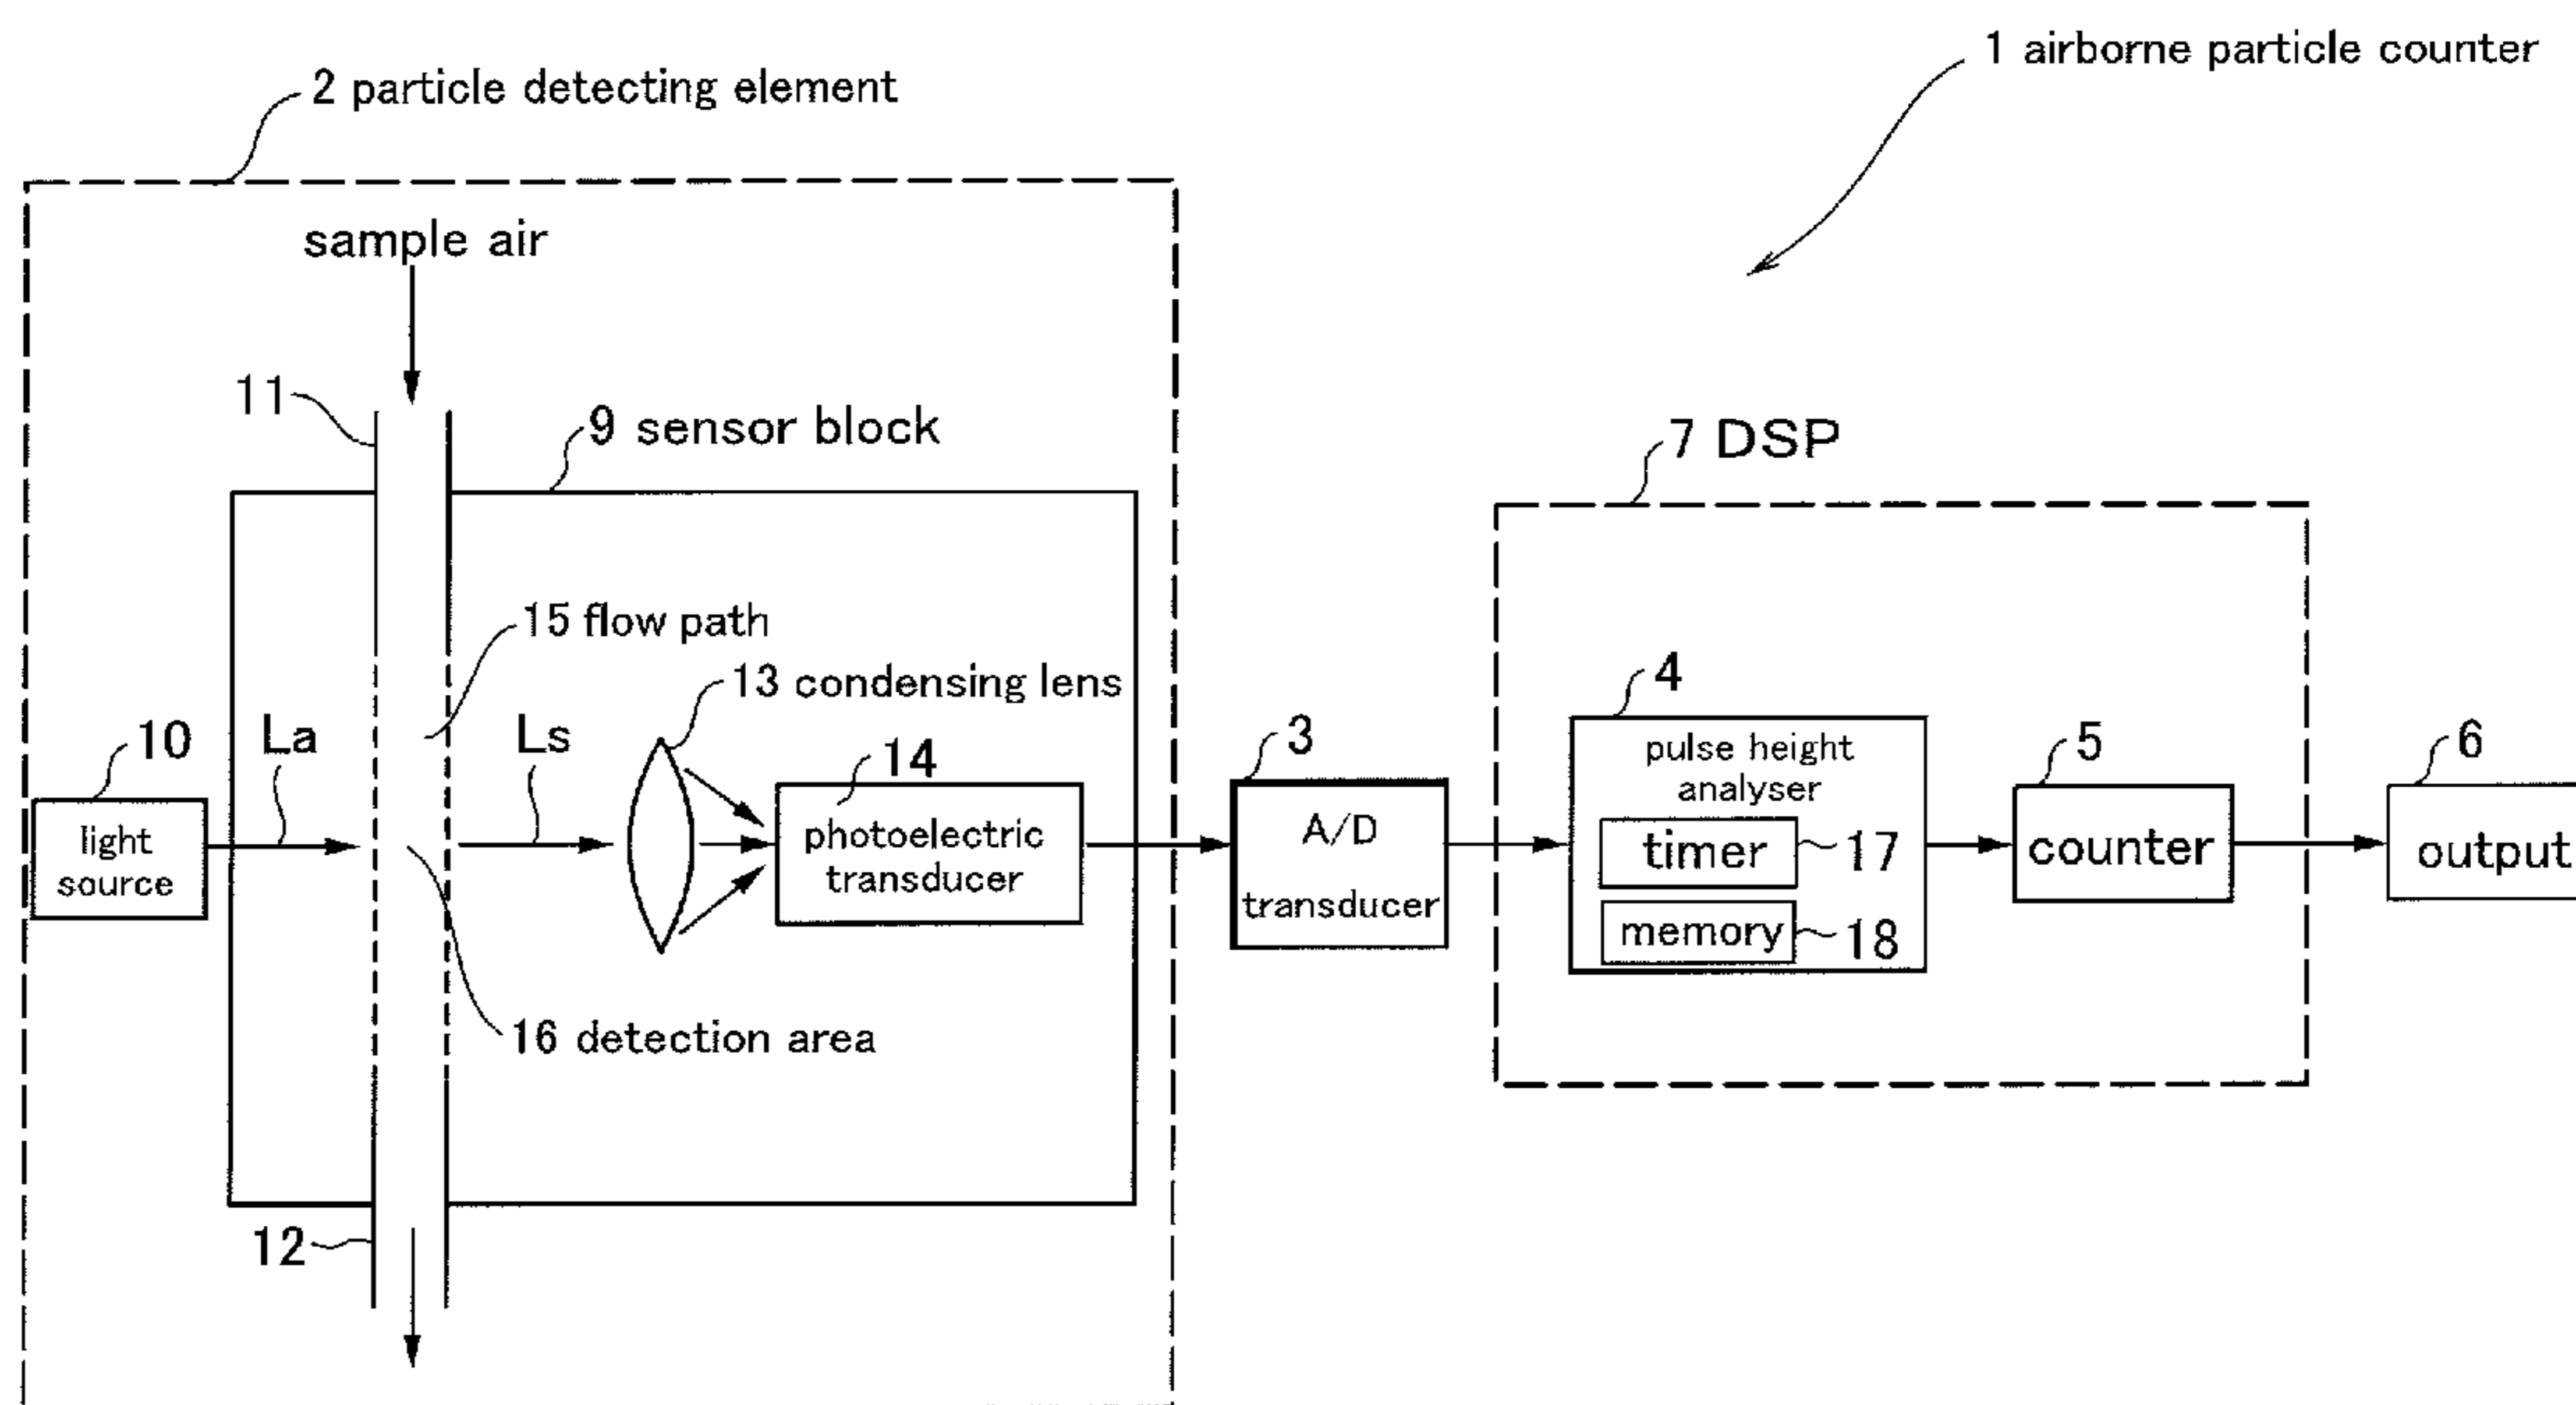 1 airborne particle counter
2 particle detecting element
sample air
11
9 sensor block
7 DSP
15 flow path
13 condensing lens
4
10
La
Ls
14
3
pulse height
analyser
5
6
light
source
photoelectric
transducer
A/D
transducer
timer
17
counter
output
memory
18
16 detection area
12